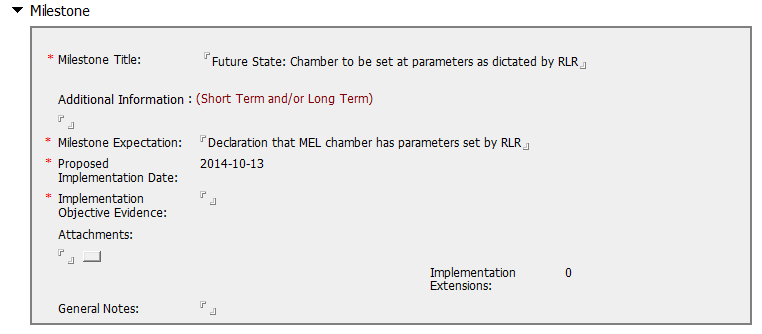 Milestone
* Milestone Title: Future State: Chamber to be set at parameters as dictated by RLR
Additional Information : (Short Term and/or Long Term)
* Milestone Expectation: Declaration that MEL chamber has parameters set by RLR
* Proposed 2014-10-13
Implementation Date:
* Implementation
Objective Evidence:
Attachments:
Implementation 0
Extensions:
General Notes: